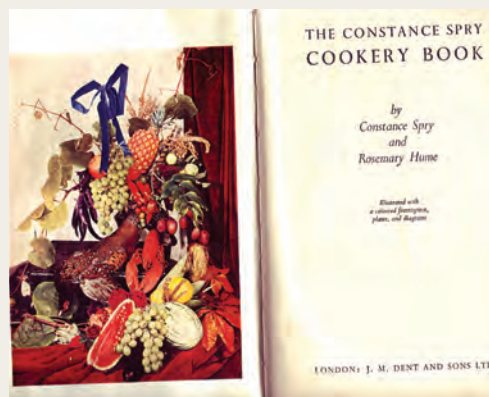 THE CONSTANCE SPRY
COOKERY BOOK
by
Constance Spry
and
Rosemary Hume
Illustrated with
a coloured frontispiece,
plates, and diagrams
LONDON: J. M. DENT AND SONS LT